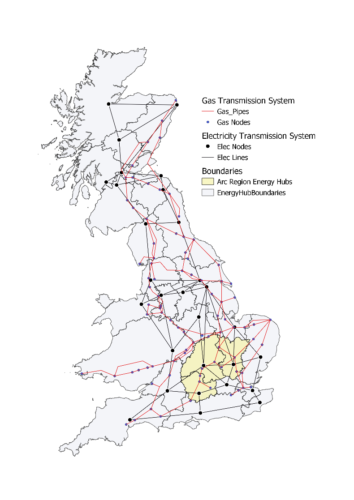 Gas Transmission System
Gas_Pipes
Gas Nodes
Electricity Transmission System
Elec Nodes
Elec Lines
Boundaries
Arc Region Energy Hubs
EnergyHubBoundaries